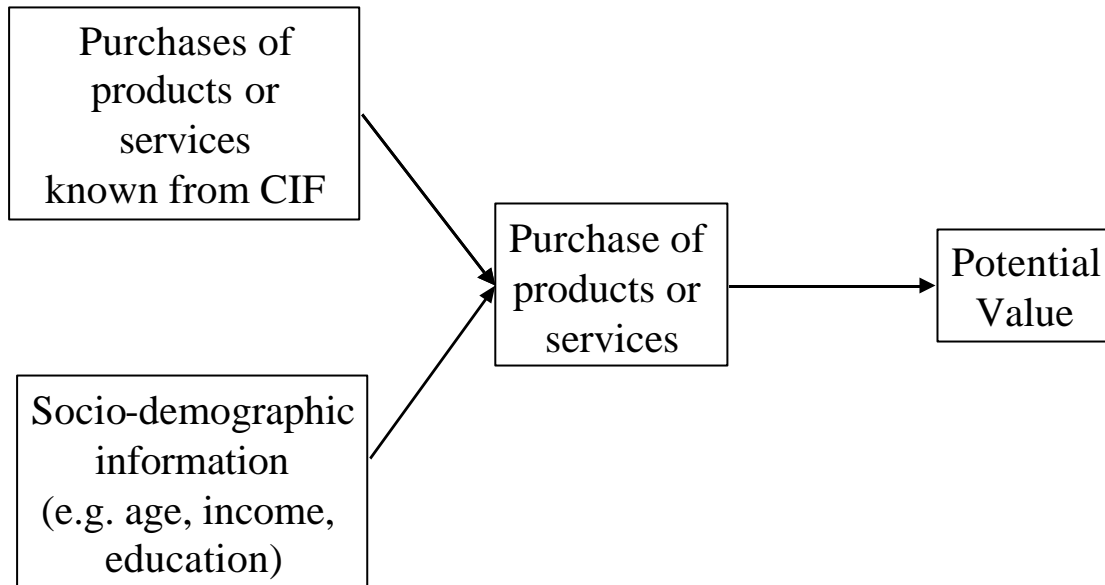 Purchases of
products or
services
known from CIF
Purchase of
products or
services
Potential
Value
Socio-demographic
information
(e.g. age, income,
education)